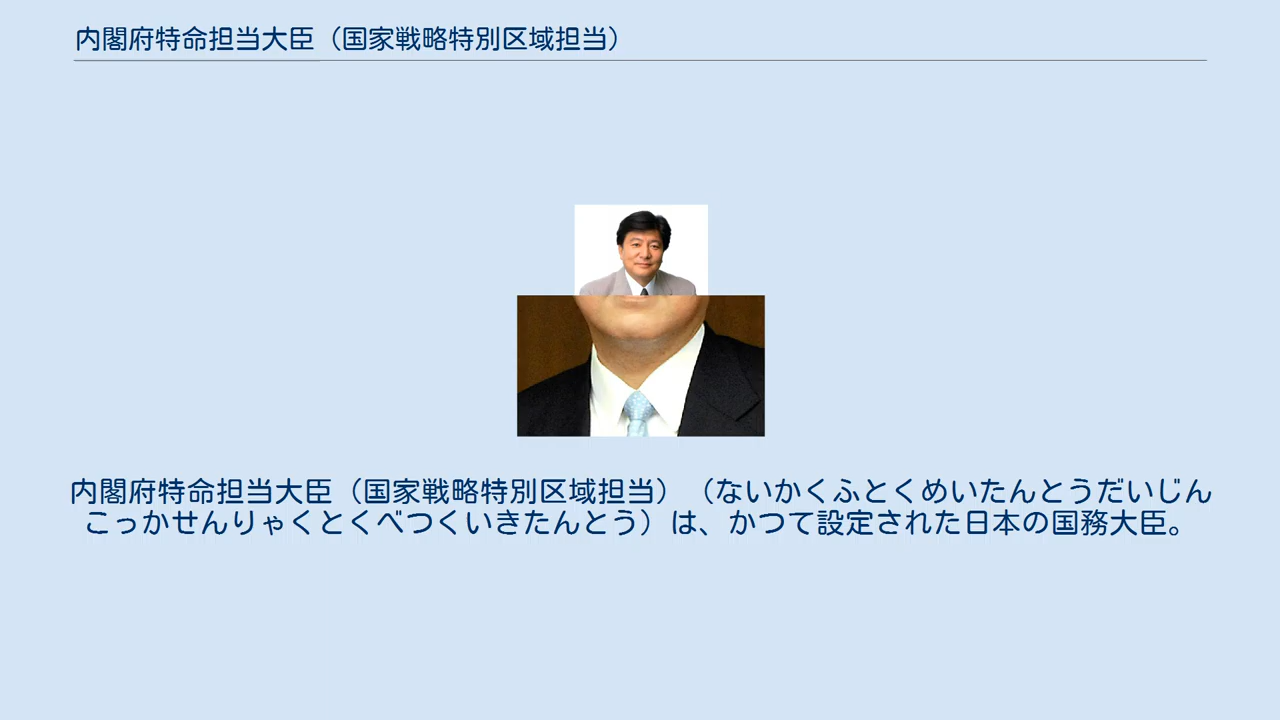 内閣府特命担当大臣（国家戦略特別区域担当）
内閣府特命担当大臣（国家戦略特別区域担当）（ないかくふとくめいたんとうだいじん
こっかせんりゃくとくべつくいきたんとう）は、かつて設定された日本の国務大臣。